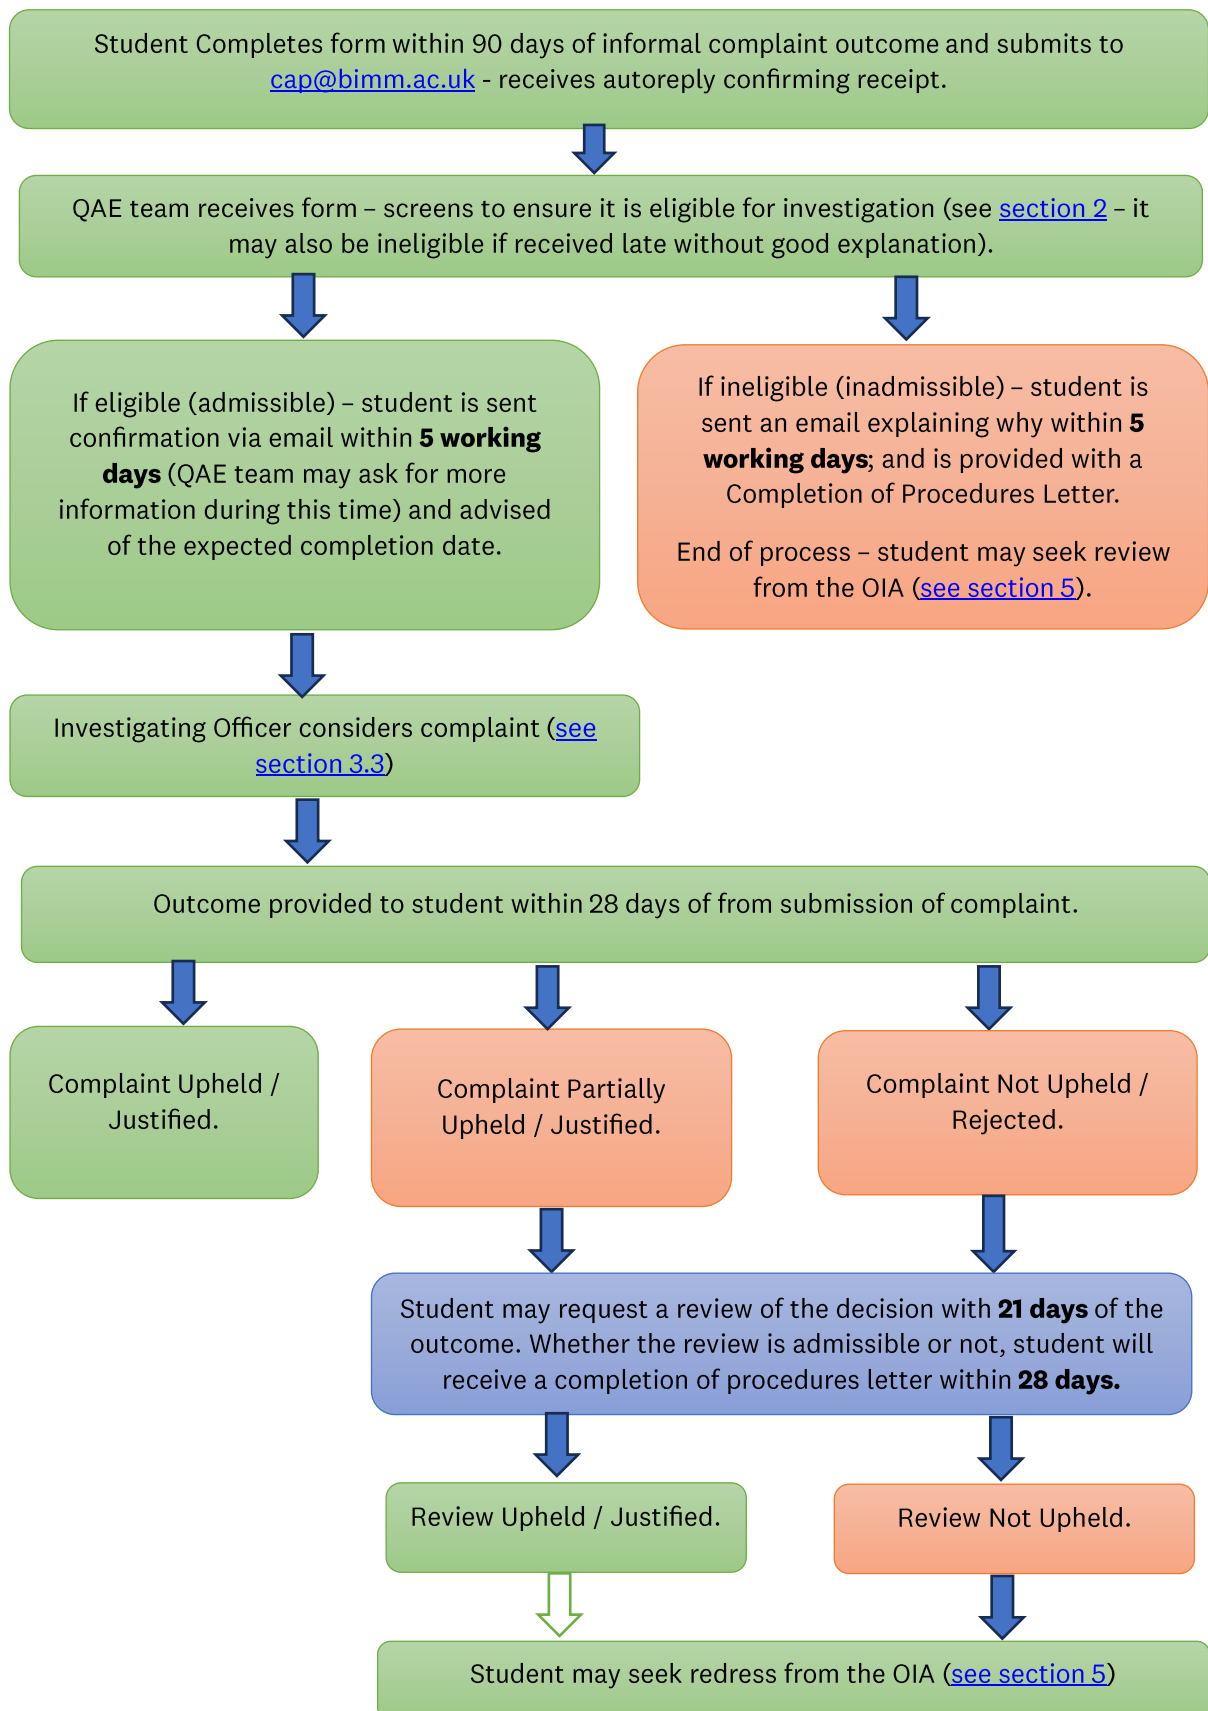 Student Completes form within 90 days of informal complaint outcome and submits to
cap@bimm.ac.uk - receives autoreply confirming receipt.
QAE team receives form – screens to ensure it is eligible for investigation (see section 2 – it
may also be ineligible if received late without good explanation).
If eligible (admissible) – student is sent
confirmation via email within 5 working
days (QAE team may ask for more
information during this time) and advised
of the expected completion date.
If ineligible (inadmissible) – student is
sent an email explaining why within 5
working days; and is provided with a
Completion of Procedures Letter.
End of process – student may seek review
from the OIA (see section 5).
Investigating Officer considers complaint (see
section 3.3)
Outcome provided to student within 28 days of from submission of complaint.
Complaint Upheld /
Justified.
Complaint Partially
Upheld / Justified.
Complaint Not Upheld /
Rejected.
Student may request a review of the decision with 21 days of the
outcome. Whether the review is admissible or not, student will
receive a completion of procedures letter within 28 days.
Review Upheld / Justified.
Review Not Upheld.
Student may seek redress from the OIA (see section 5)